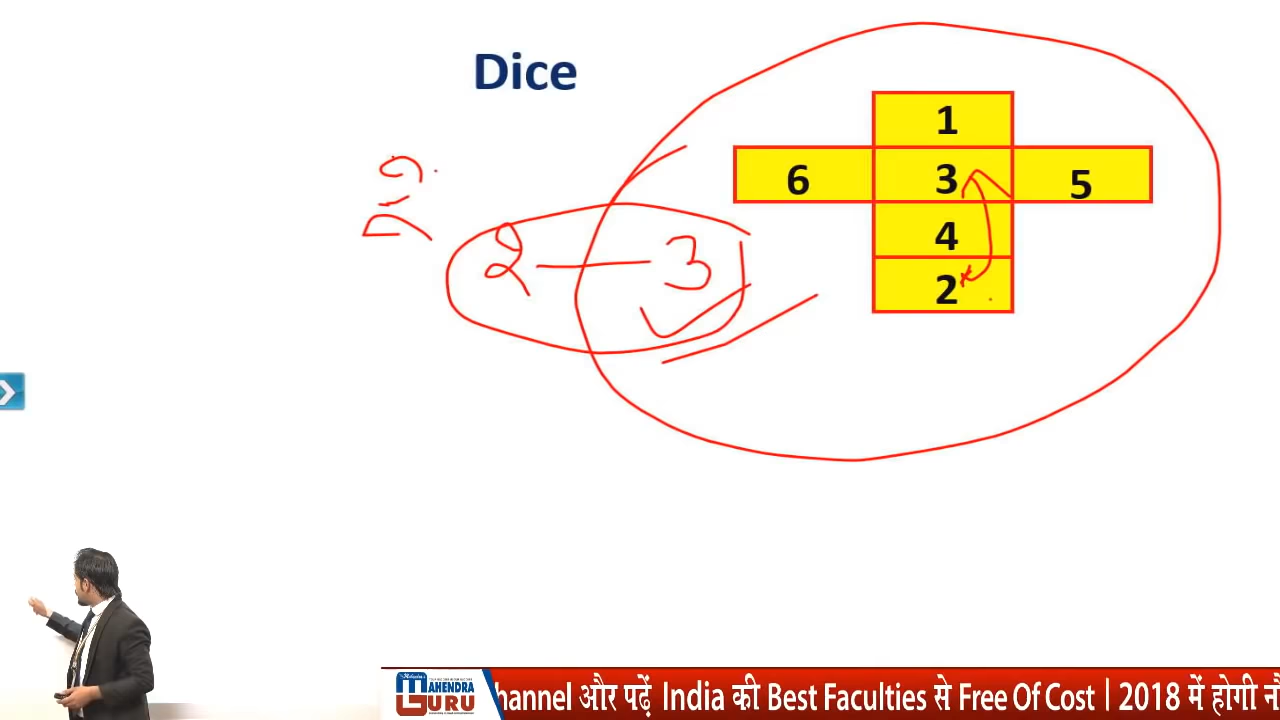 Dice
1
6 3 5
4
2
2 — 3
Mahendra's
MAHENDRA
GURU
hannel और पढ़ें India की Best Faculties से Free Of Cost | 2018 में होगी नौ